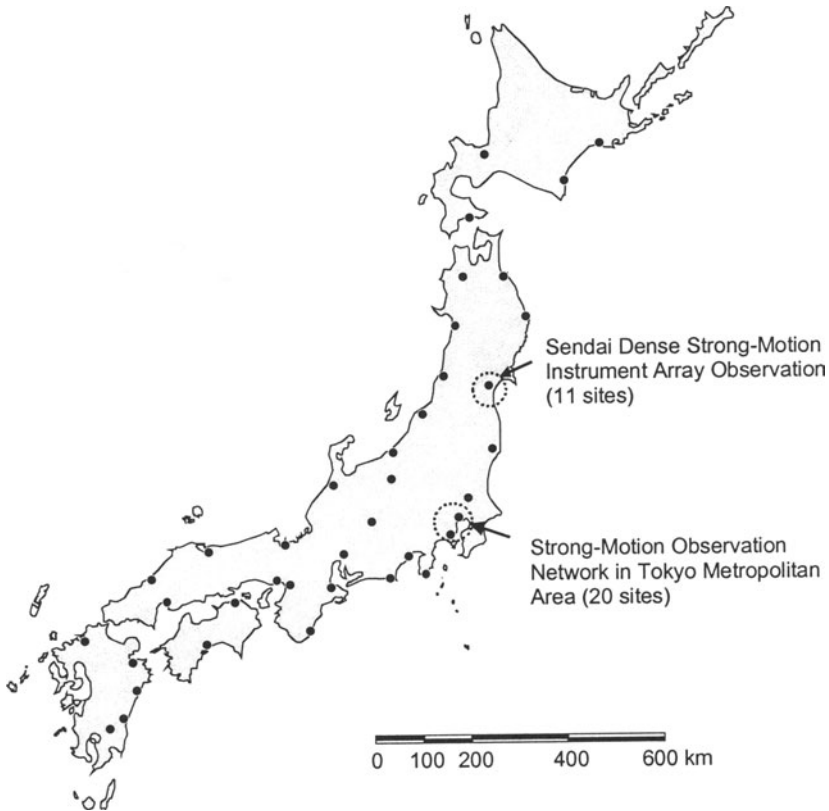 Sendai Dense Strong-Motion
Instrument Array Observation
(11 sites)
Strong-Motion Observation
Network in Tokyo Metropolitan
Area (20 sites)
0 100 200 400 600 km